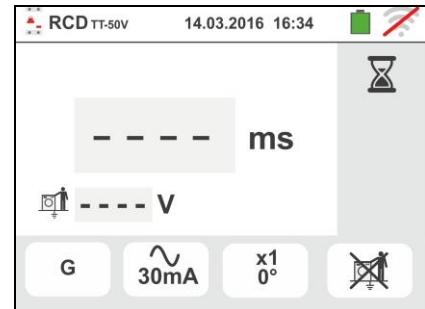 RCD TT-50V 14.03.2016 16:34
- - - - ms
- - - - V
G
30mA
x1
0°